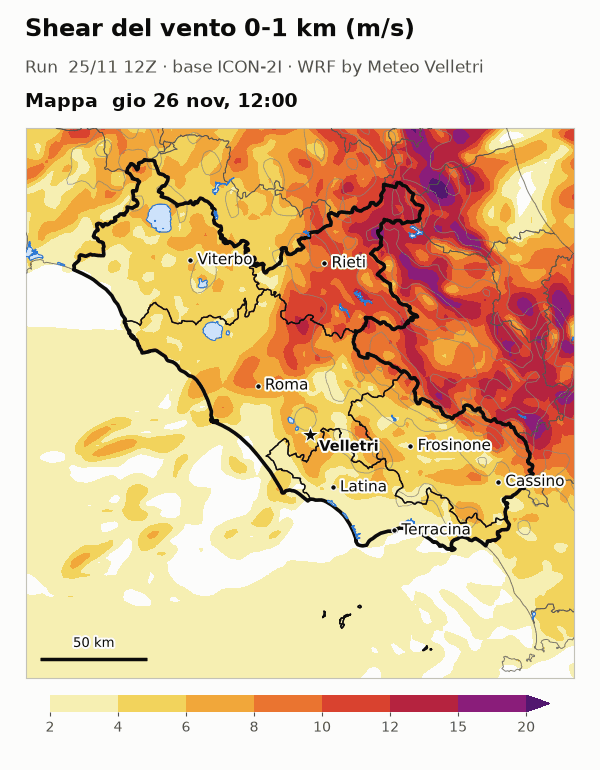 Shear del vento 0-1 km (m/s)
Run  25/11 12Z · base ICON-2I · WRF by Meteo Velletri
Mappa  gio 26 nov, 12:00
Viterbo
Rieti
Roma
Velletri
Frosinone
Latina
Cassino
Terracina
50 km
2 4 6 8 10 12 15 20